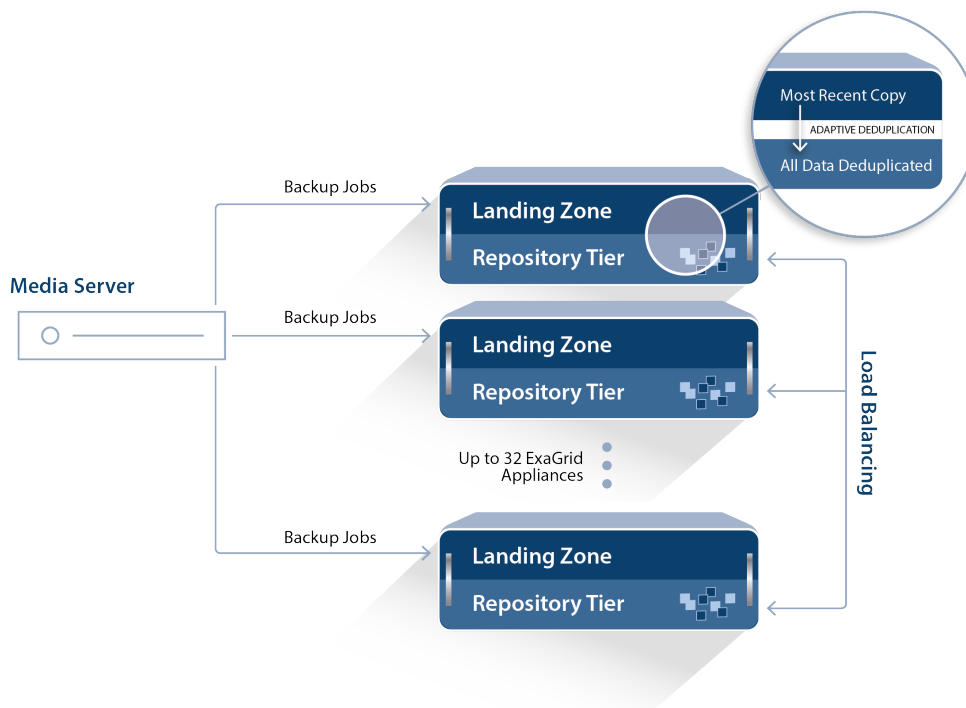 Most Recent Copy
ADAPTIVE DEDUPLICATION
All Data Deduplicated
Backup Jobs
Landing Zone
Repository Tier
Media Server
Backup Jobs
Landing Zone
Repository Tier
Load Balancing
Up to 32 ExaGrid
Appliances
Backup Jobs
Landing Zone
Repository Tier